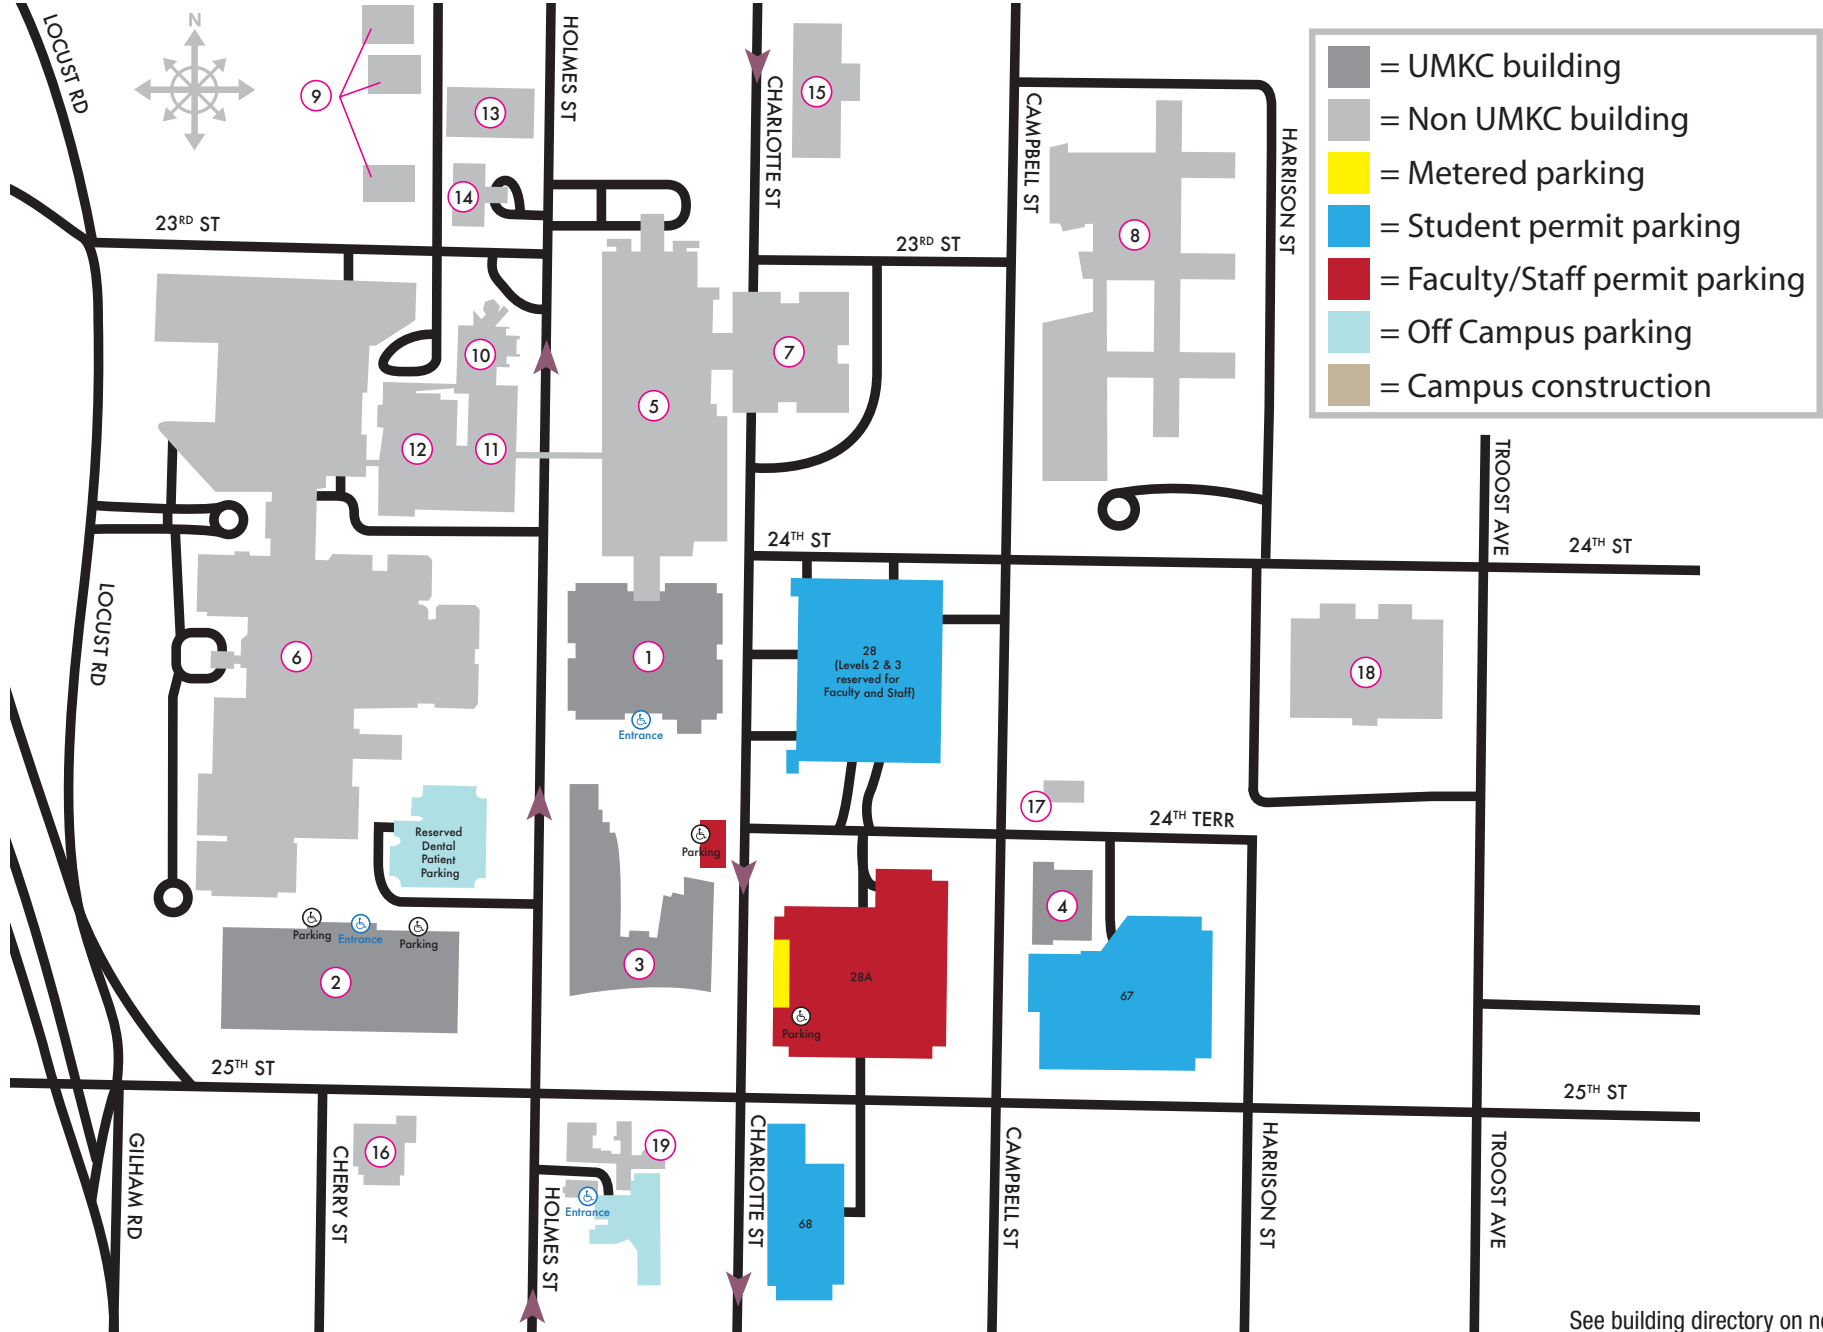 LOCUST RD
N
9
13
14
HOLMES ST
CHARLOTTE ST
15
CAMPBELL ST
HARRISON ST
8
= UMKC building
= Non UMKC building
= Metered parking
= Student permit parking
= Faculty/Staff permit parking
= Off Campus parking
= Campus construction
23RD ST
23RD ST
10
7
5
12
11
TROOST AVE
24TH ST
24TH ST
LOCUST RD
6
1
Entrance
28
(Levels 2 & 3
reserved for
Faculty and Staff)
18
17
24TH TERR
Reserved
Dental
Patient
Parking
Parking
Parking
Entrance
Parking
2
3
28A
Parking
4
67
25TH ST
25TH ST
GILHAM RD
CHERRY ST
16
HOLMES ST
19
Entrance
CHARLOTTE ST
68
CAMPBELL ST
HARRISON ST
TROOST AVE
See building directory on